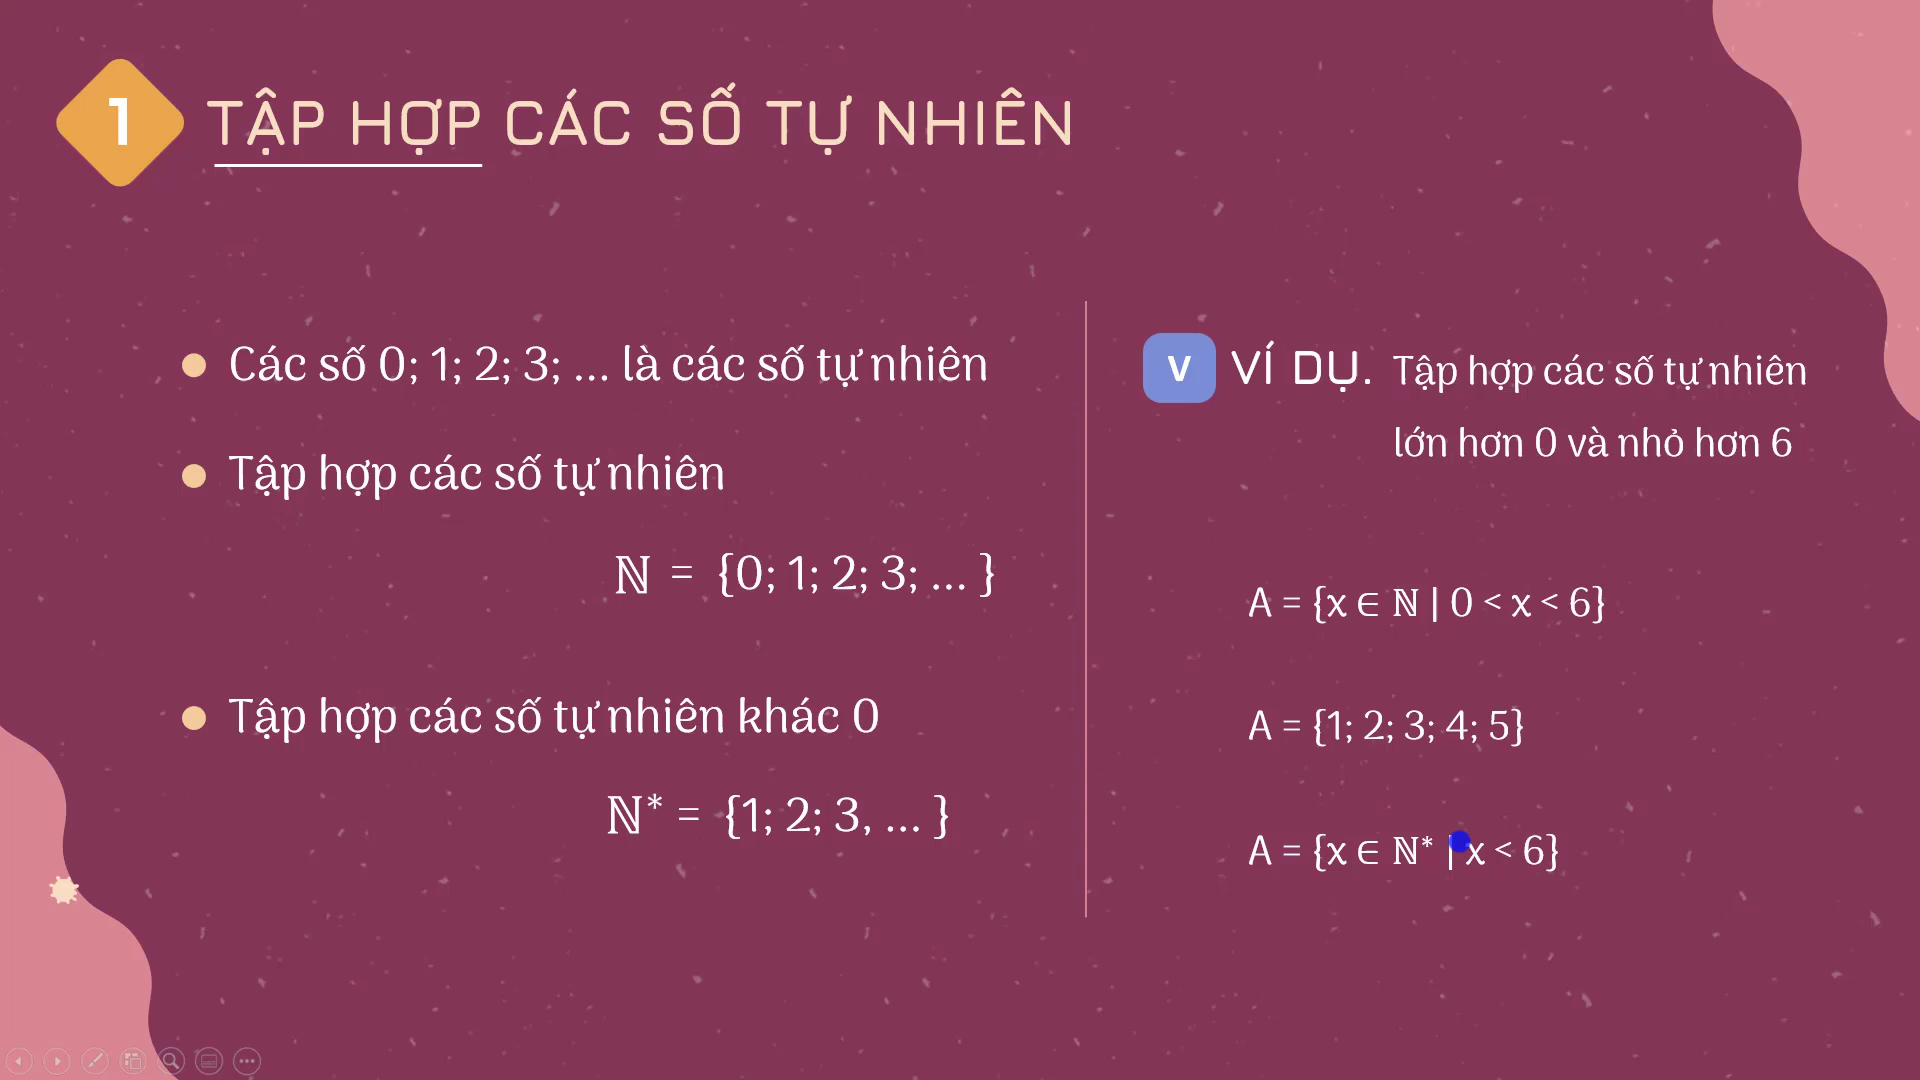 1 TẬP HỢP CÁC SỐ TỰ NHIÊN
Các số 0; 1; 2; 3; ... là các số tự nhiên
Tập hợp các số tự nhiên
ℕ = {0; 1; 2; 3; ... }
Tập hợp các số tự nhiên khác 0
ℕ* = {1; 2; 3, ... }
V VÍ DỤ. Tập hợp các số tự nhiên
lớn hơn 0 và nhỏ hơn 6
A = {x ∈ ℕ | 0 < x < 6}
A = {1; 2; 3; 4; 5}
A = {x ∈ ℕ* | x < 6}